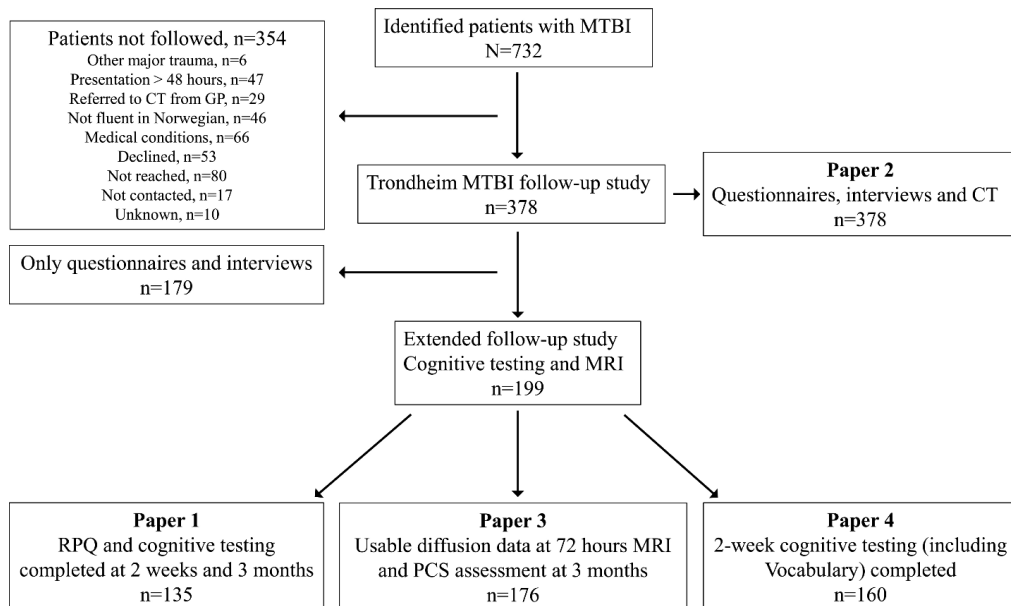 Identified patients with MTBI
N=732
Patients not followed, n=354
Other major trauma, n=6
Presentation > 48 hours, n=47
Referred to CT from GP, n=29
Not fluent in Norwegian, n=46
Medical conditions, n=66
Declined, n=53
Not reached, n=80
Not contacted, n=17
Unknown, n=10
Trondheim MTBI follow-up study
n=378
Paper 2
Questionnaires, interviews and CT
n=378
Only questionnaires and interviews
n=179
Extended follow-up study
Cognitive testing and MRI
n=199
Paper 1
RPQ and cognitive testing
completed at 2 weeks and 3 months
n=135
Paper 3
Usable diffusion data at 72 hours MRI
and PCS assessment at 3 months
n=176
Paper 4
2-week cognitive testing (including
Vocabulary) completed
n=160